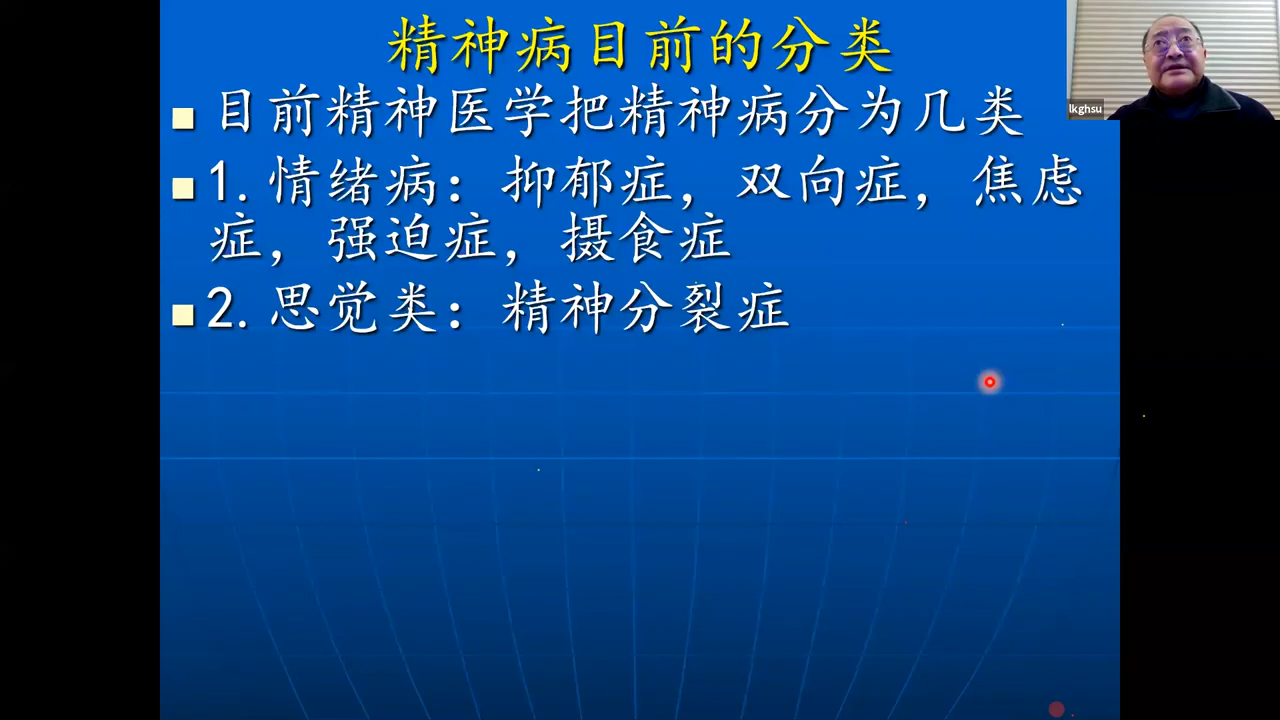 精神病目前的分类
目前精神医学把精神病分为几类
1.情绪病：抑郁症，双向症，焦虑
症，强迫症，摄食症
2.思觉类：精神分裂症
lkghsu